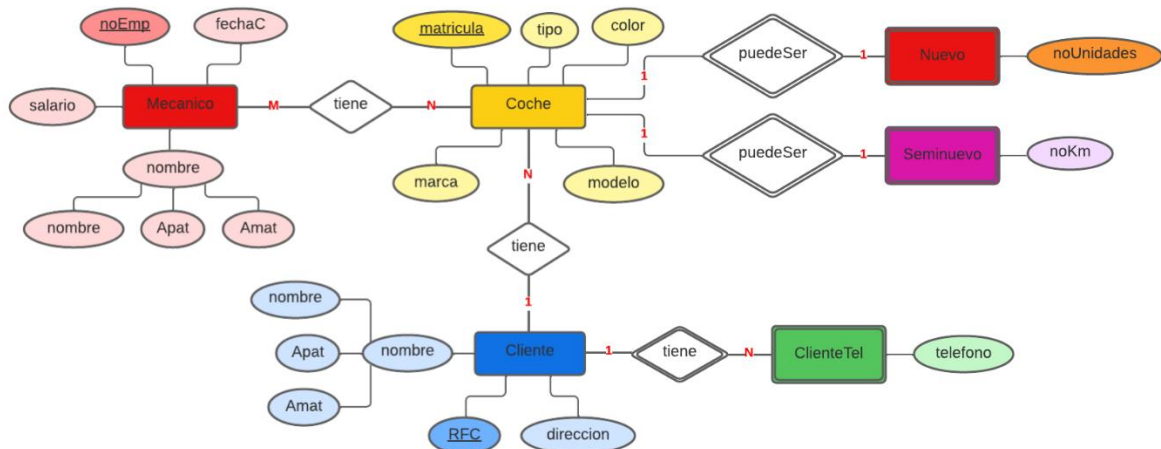 noEmp
fechaC
matricula
tipo
color
puedeSer
1
Nuevo
noUnidades
1
salario
Mecanico
M
tiene
N
Coche
1
puedeSer
1
Seminuevo
noKm
nombre
marca
N
modelo
nombre
Apat
Amat
tiene
nombre
1
Apat
nombre
Cliente
1
tiene
N
ClienteTel
telefono
Amat
RFC
direccion